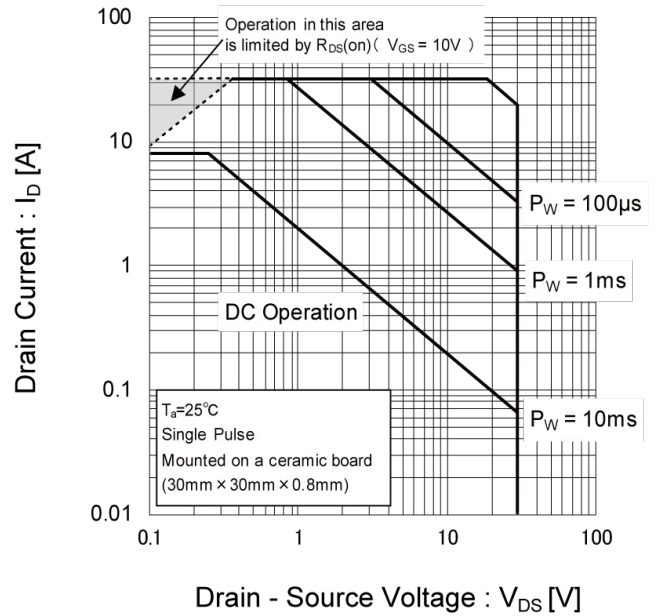 Operation in this area
is limited by RDS(on)( VGS = 10V )
100
10
1
0.1
0.01
Drain Current : ID [A]
PW = 100μs
PW = 1ms
PW = 10ms
DC Operation
Ta=25℃
Single Pulse
Mounted on a ceramic board
(30mm × 30mm × 0.8mm)
0.1
1
10
100
Drain - Source Voltage : VDS [V]